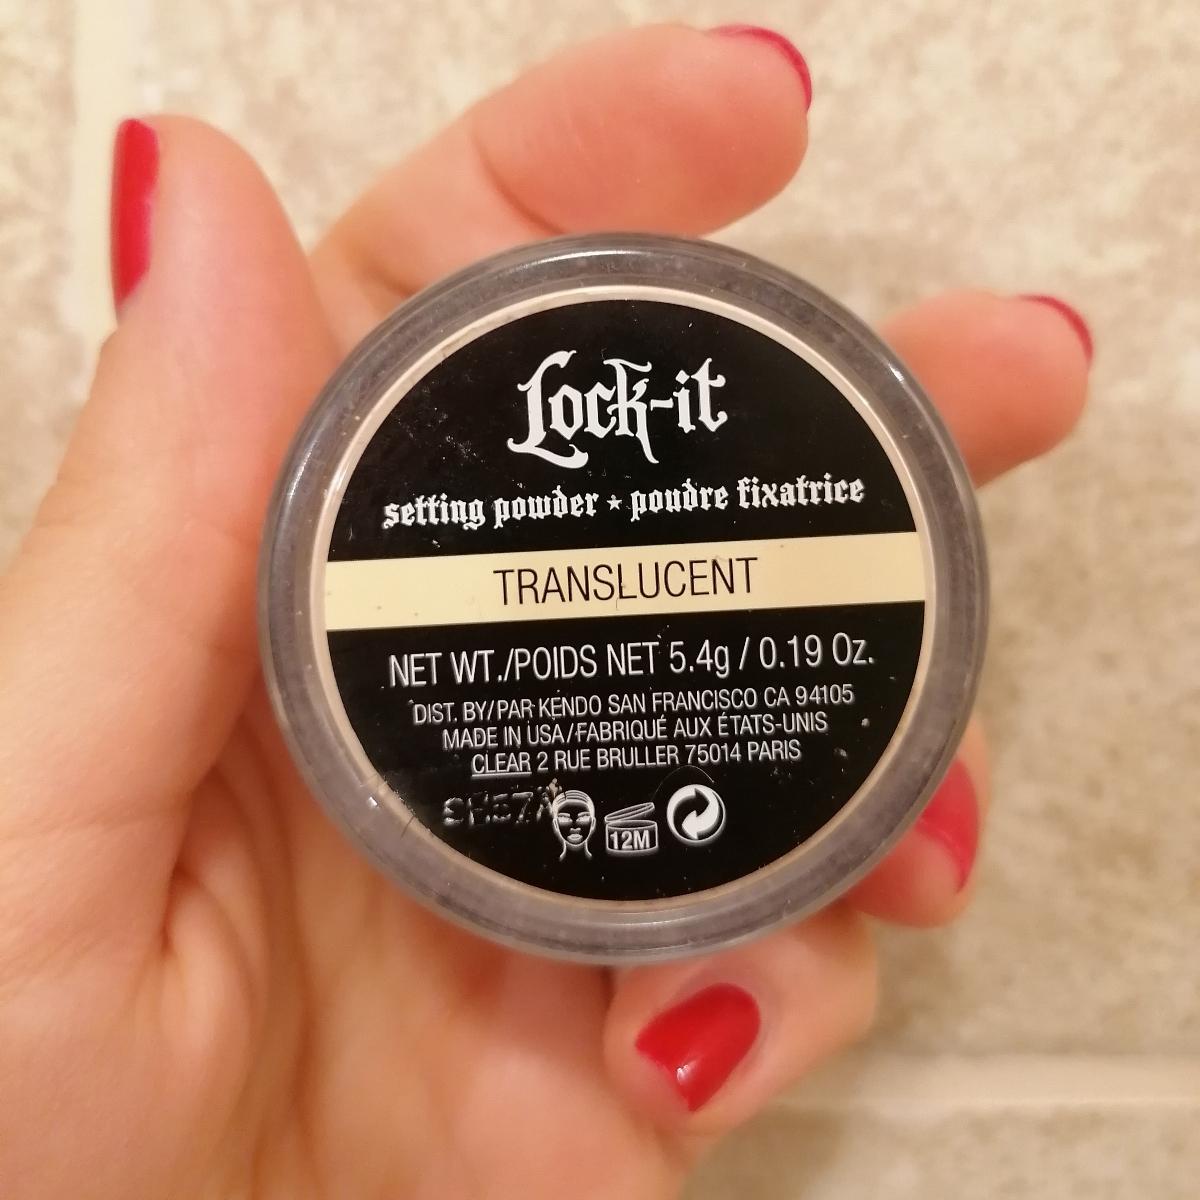 Lock-it
setting powder ★ poudre fixatrice
TRANSLUCENT
NET WT./POIDS NET 5.4g / 0.19 Oz.
DIST. BY/PAR KENDO SAN FRANCISCO CA 94105
MADE IN USA/FABRIQUÉ AUX ÉTATS-UNIS
CLEAR 2 RUE BRULLER 75014 PARIS
12M